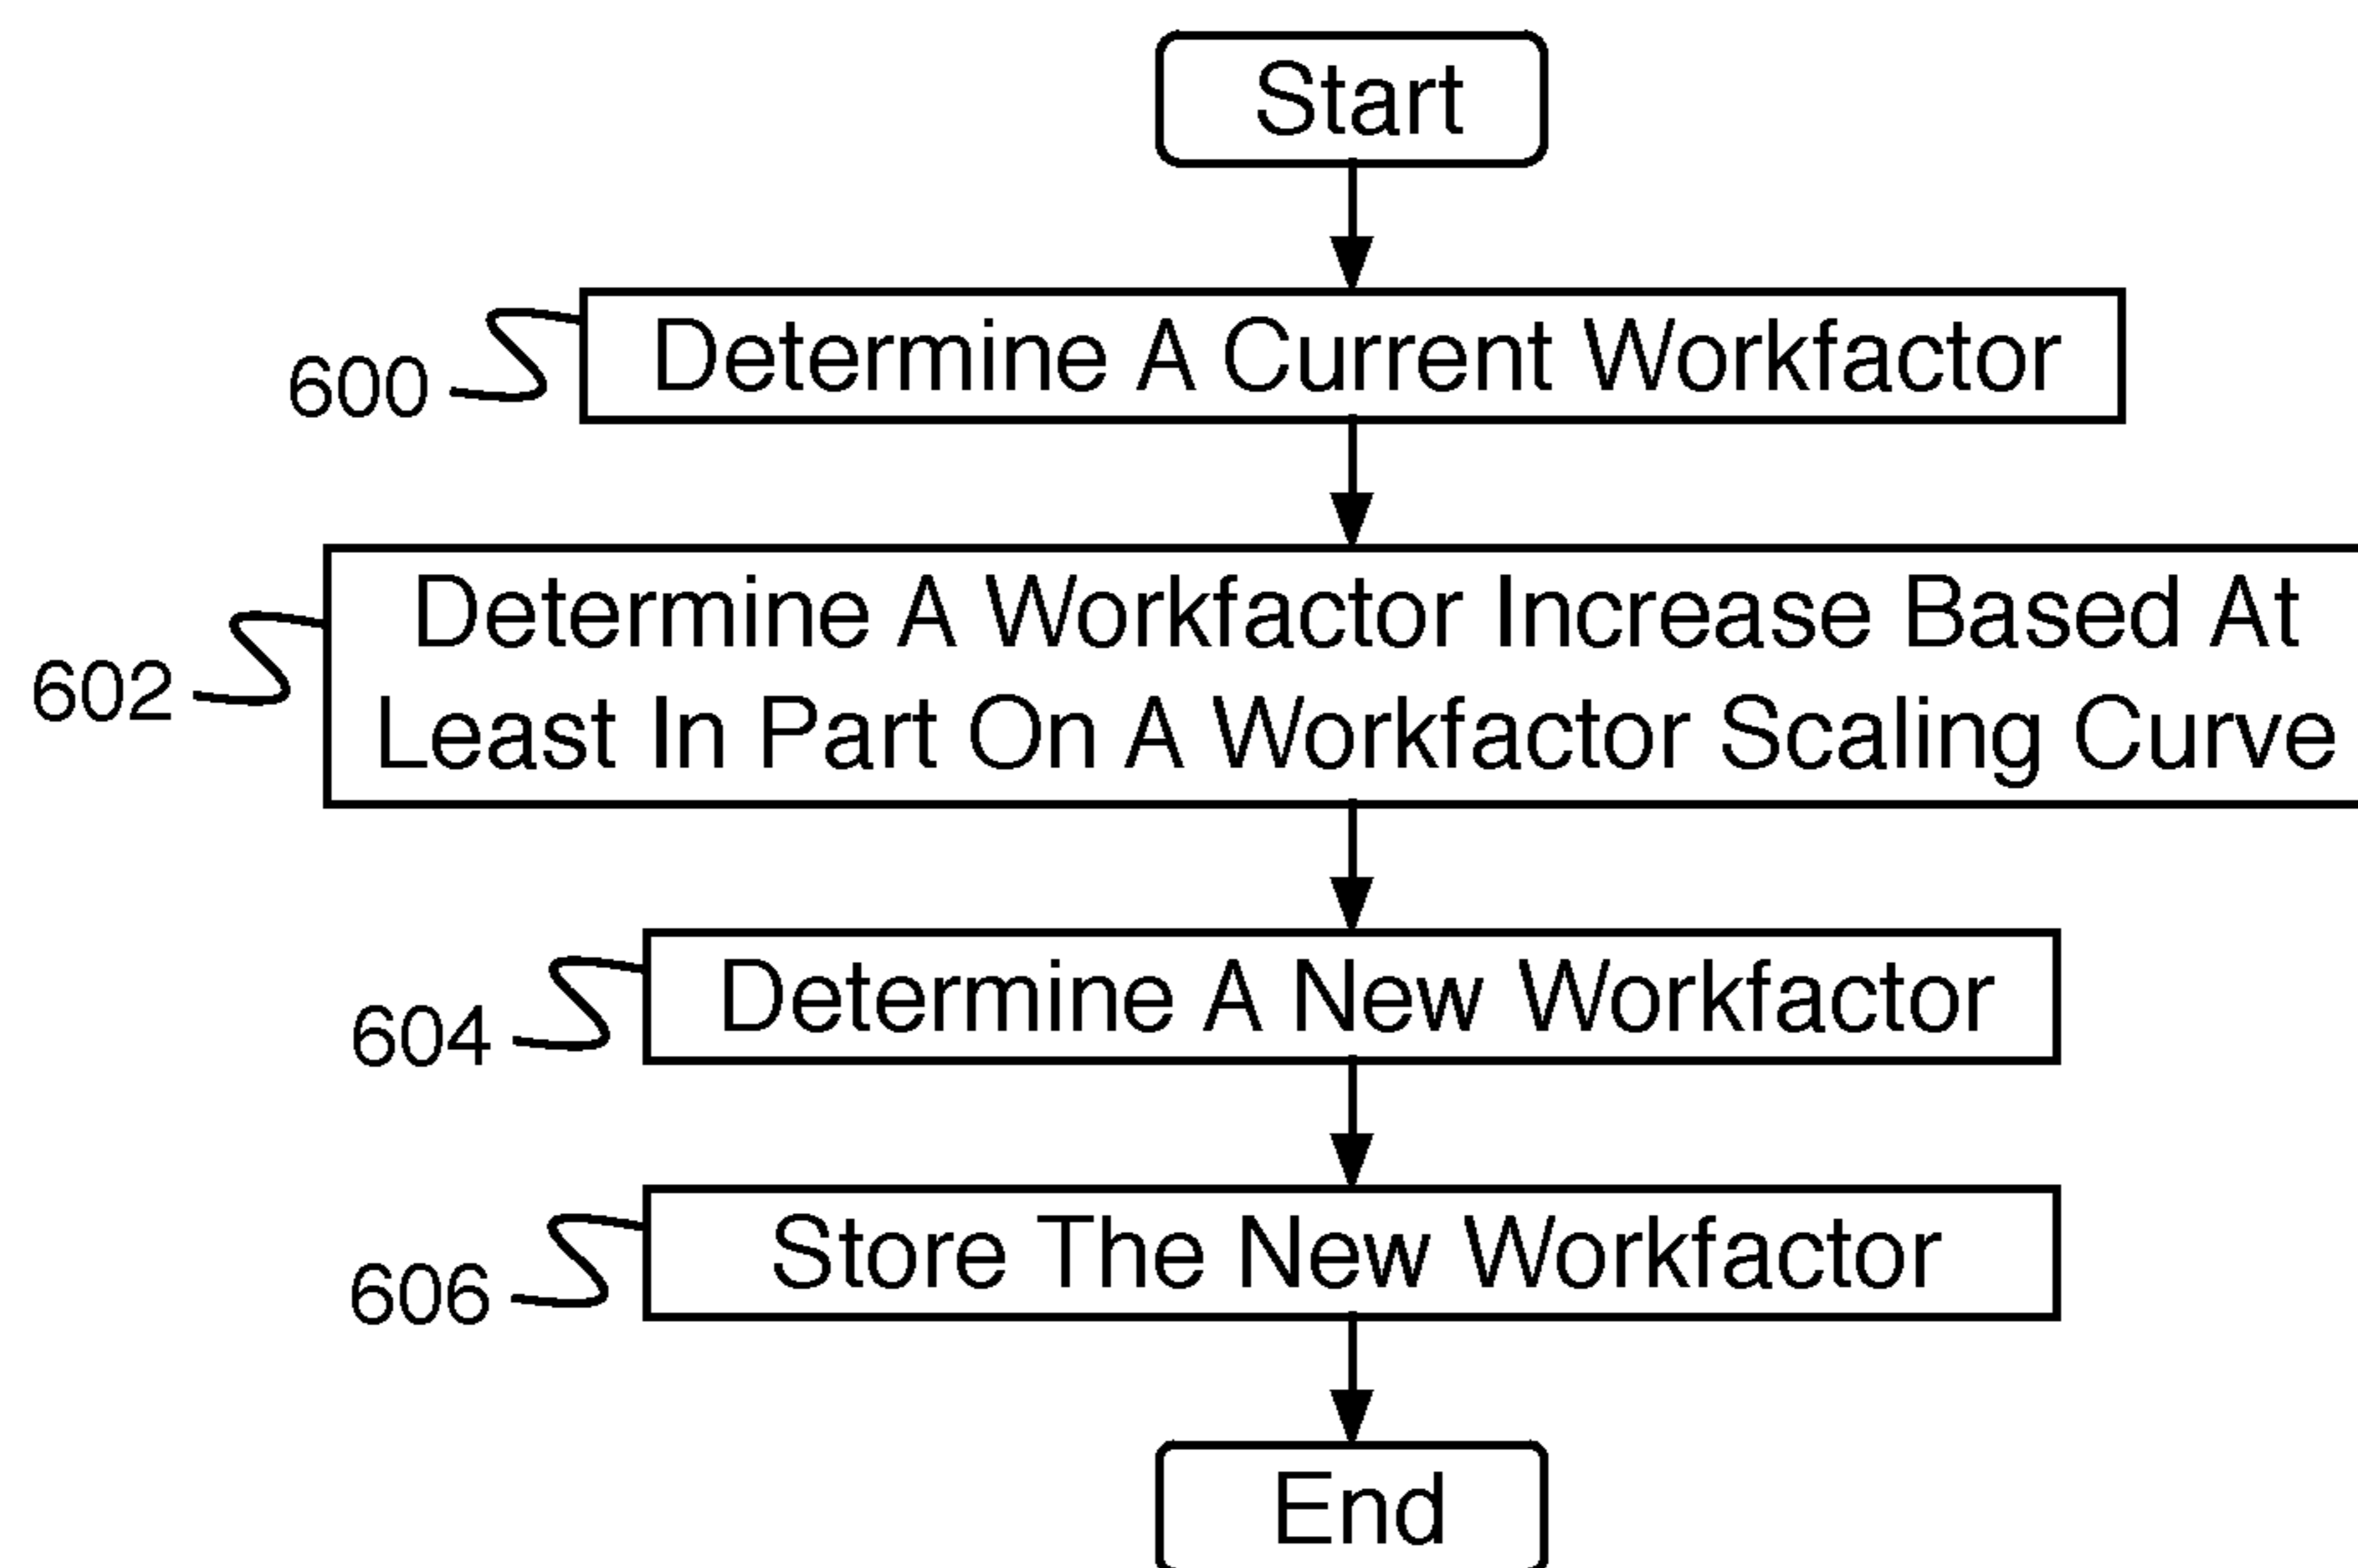 Start
600
Determine A Current Workfactor
602
Determine A Workfactor Increase Based At
Least In Part On A Workfactor Scaling Curve
604
Determine A New Workfactor
606
Store The New Workfactor
End